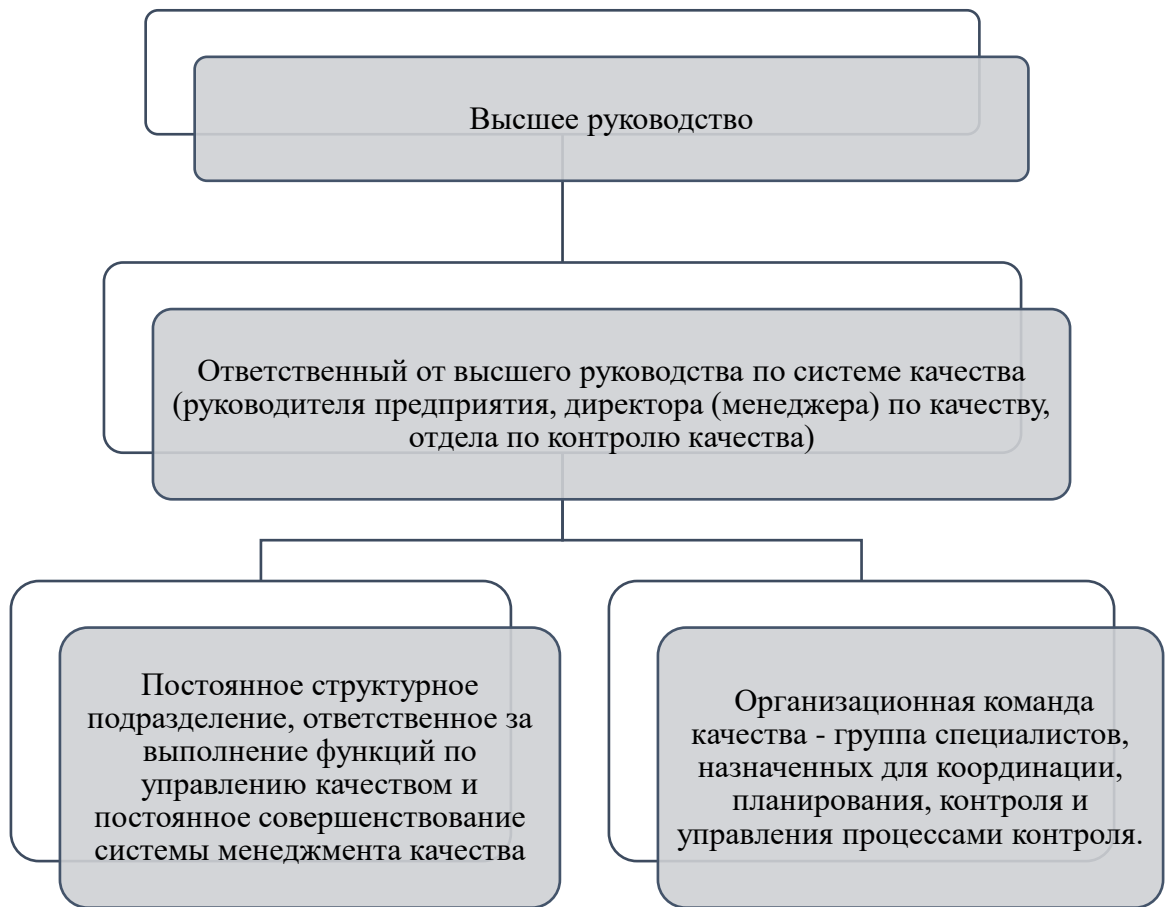 Высшее руководство
Ответственный от высшего руководства по системе качества
(руководителя предприятия, директора (менеджера) по качеству,
отдела по контролю качества)
Постоянное структурное
подразделение, ответственное за
выполнение функций по
управлению качеством и
постоянное совершенствование
системы менеджмента качества
Организационная команда
качества - группа специалистов,
назначенных для координации,
планирования, контроля и
управления процессами контроля.